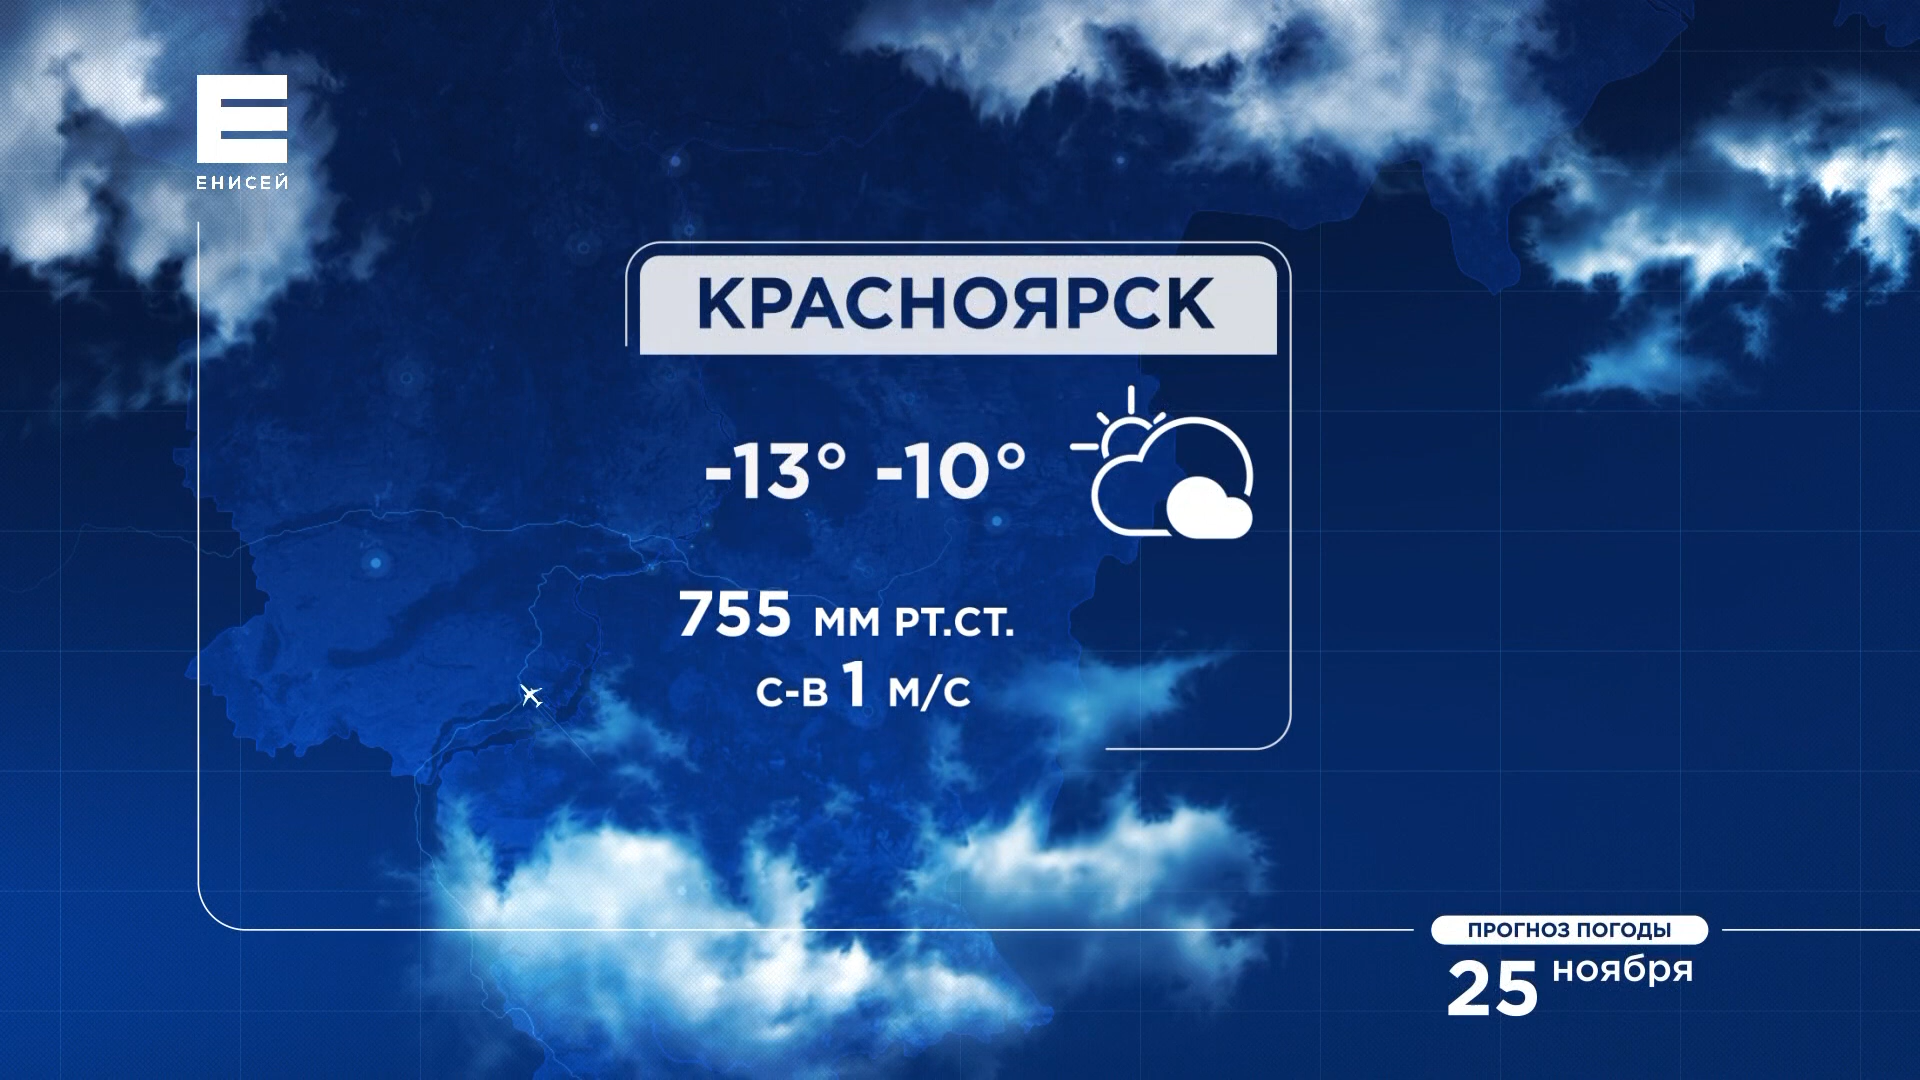 ЕНИСЕЙ
КРАСНОЯРСК
-13° -10°
755 ММ РТ.СТ.
С-В 1 М/С
ПРОГНОЗ ПОГОДЫ
25 ноября